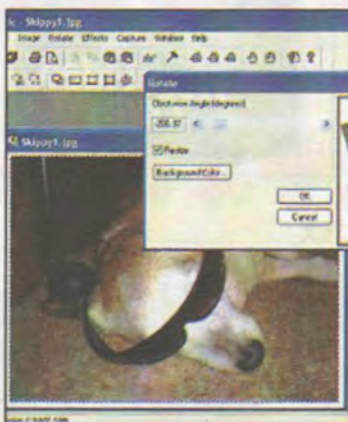 - Skippy1.jpg
Image Rotate Effects Capture Window Help
Rotate
Clockwise Angle (degrees)
Resize
Background Color...
OK
Cancel
Skippy1.jpg